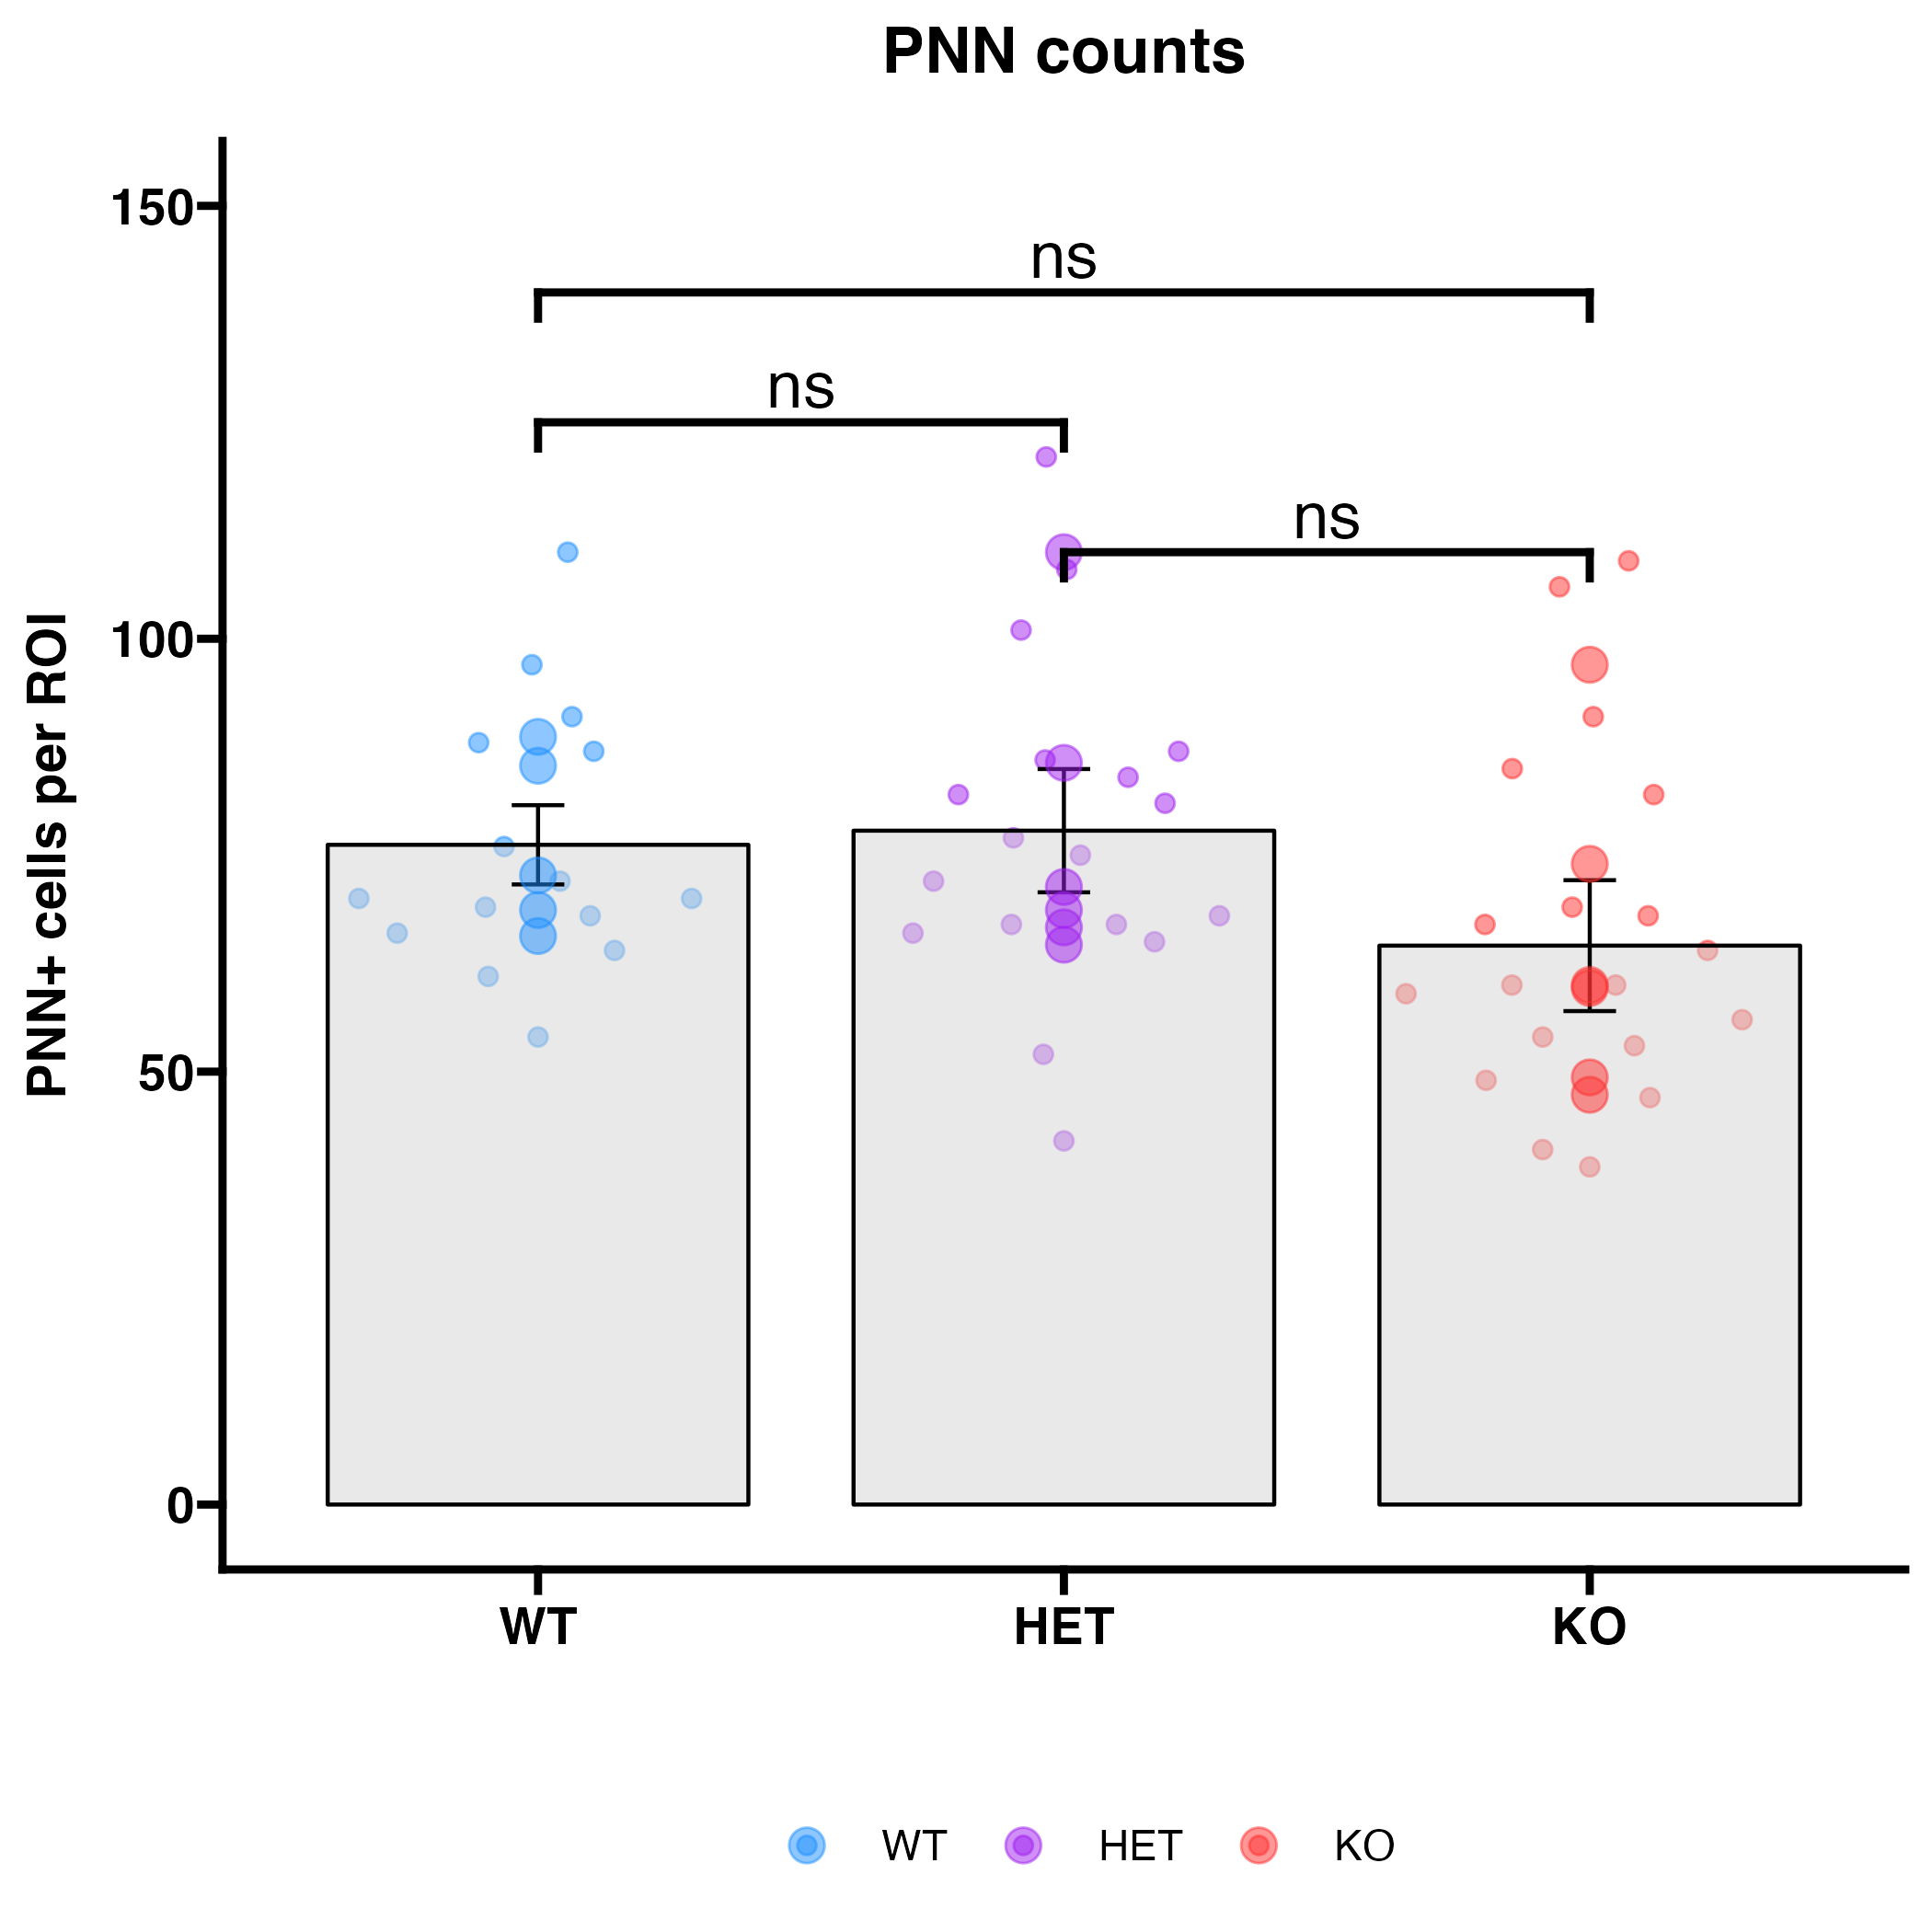 PNN counts
PNN+ cells per ROI
150
100
50
0
ns
ns
ns
WT
HET
KO
WT
HET
KO